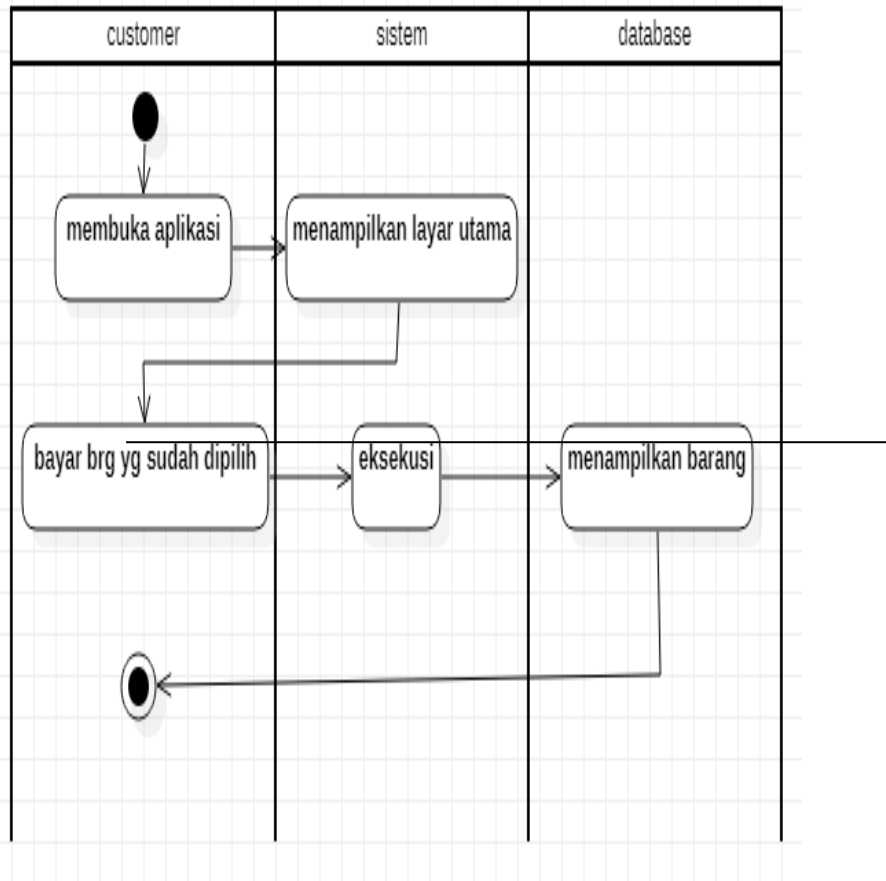 customer
sistem
database
membuka aplikasi
menampilkan layar utama
bayar brg yg sudah dipilih
eksekusi
menampilkan barang